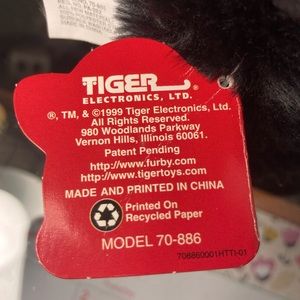 70-886
TIGER
ELECTRONICS, LTD.
®, TM, & ©1999 Tiger Electronics, Ltd.
All Rights Reserved.
980 Woodlands Parkway
Vernon Hills, Illinois 60061.
Patent Pending
http://www.furby.com
http://www.tigertoys.com
MADE AND PRINTED IN CHINA
Printed On
Recycled Paper
MODEL 70-886
708860001HTTI-01